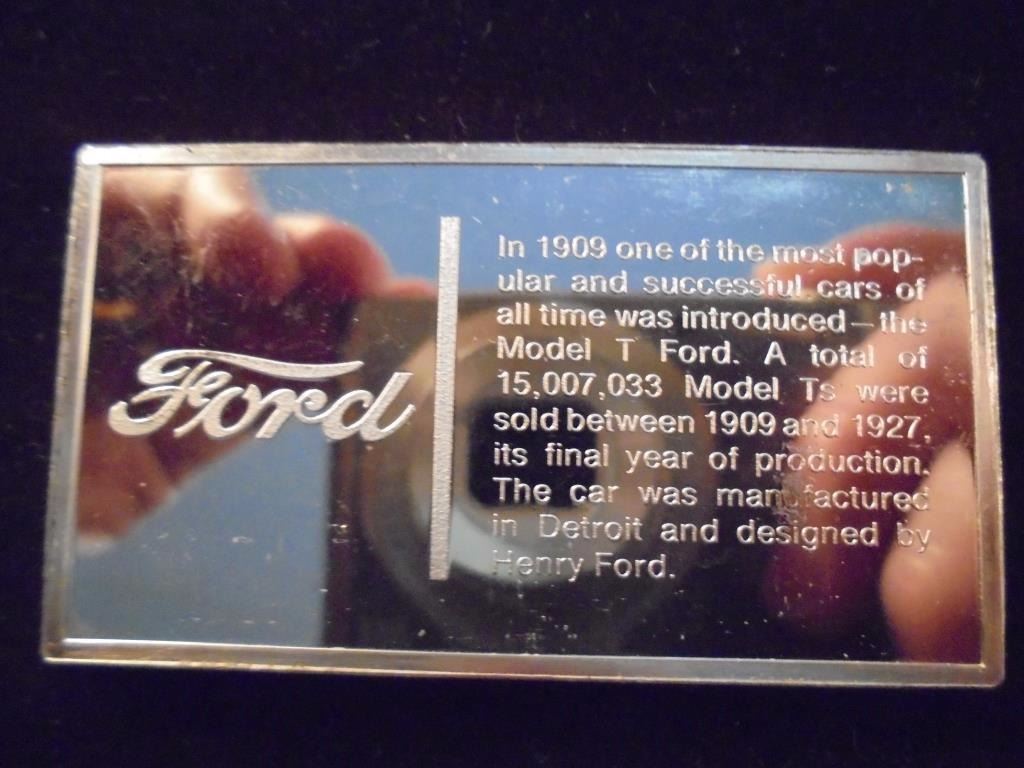 Ford
In 1909 one of the most pop-
ular and successful cars of
all time was introduced — the
Model T Ford. A total of
15,007,033 Model Ts were
sold between 1909 and 1927,
its final year of production.
The car was manufactured
in Detroit and designed by
Henry Ford.